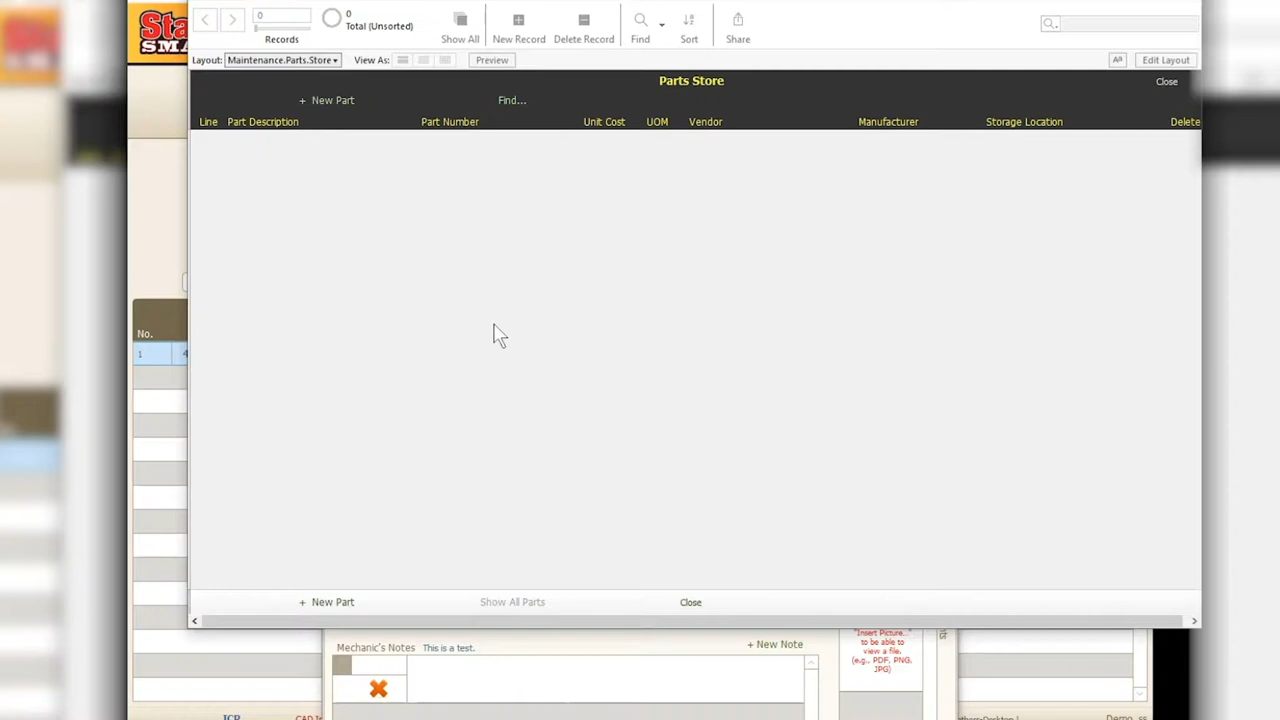 0
0
Total (Unsorted)
Records
Show All
New Record
Delete Record
Find
Sort
Share
Layout: Maintenance.Parts.Store
View As:
Preview
Aa
Edit Layout
Parts Store
Close
+ New Part
Find...
Line Part Description Part Number Unit Cost UOM Vendor Manufacturer Storage Location Delete
No.
1 4
+ New Part
Show All Parts
Close
Mechanic's Notes This is a test.
+ New Note
"Insert Picture..."
to be able to
view a file.
(e.g., PDF, PNG,
JPG)